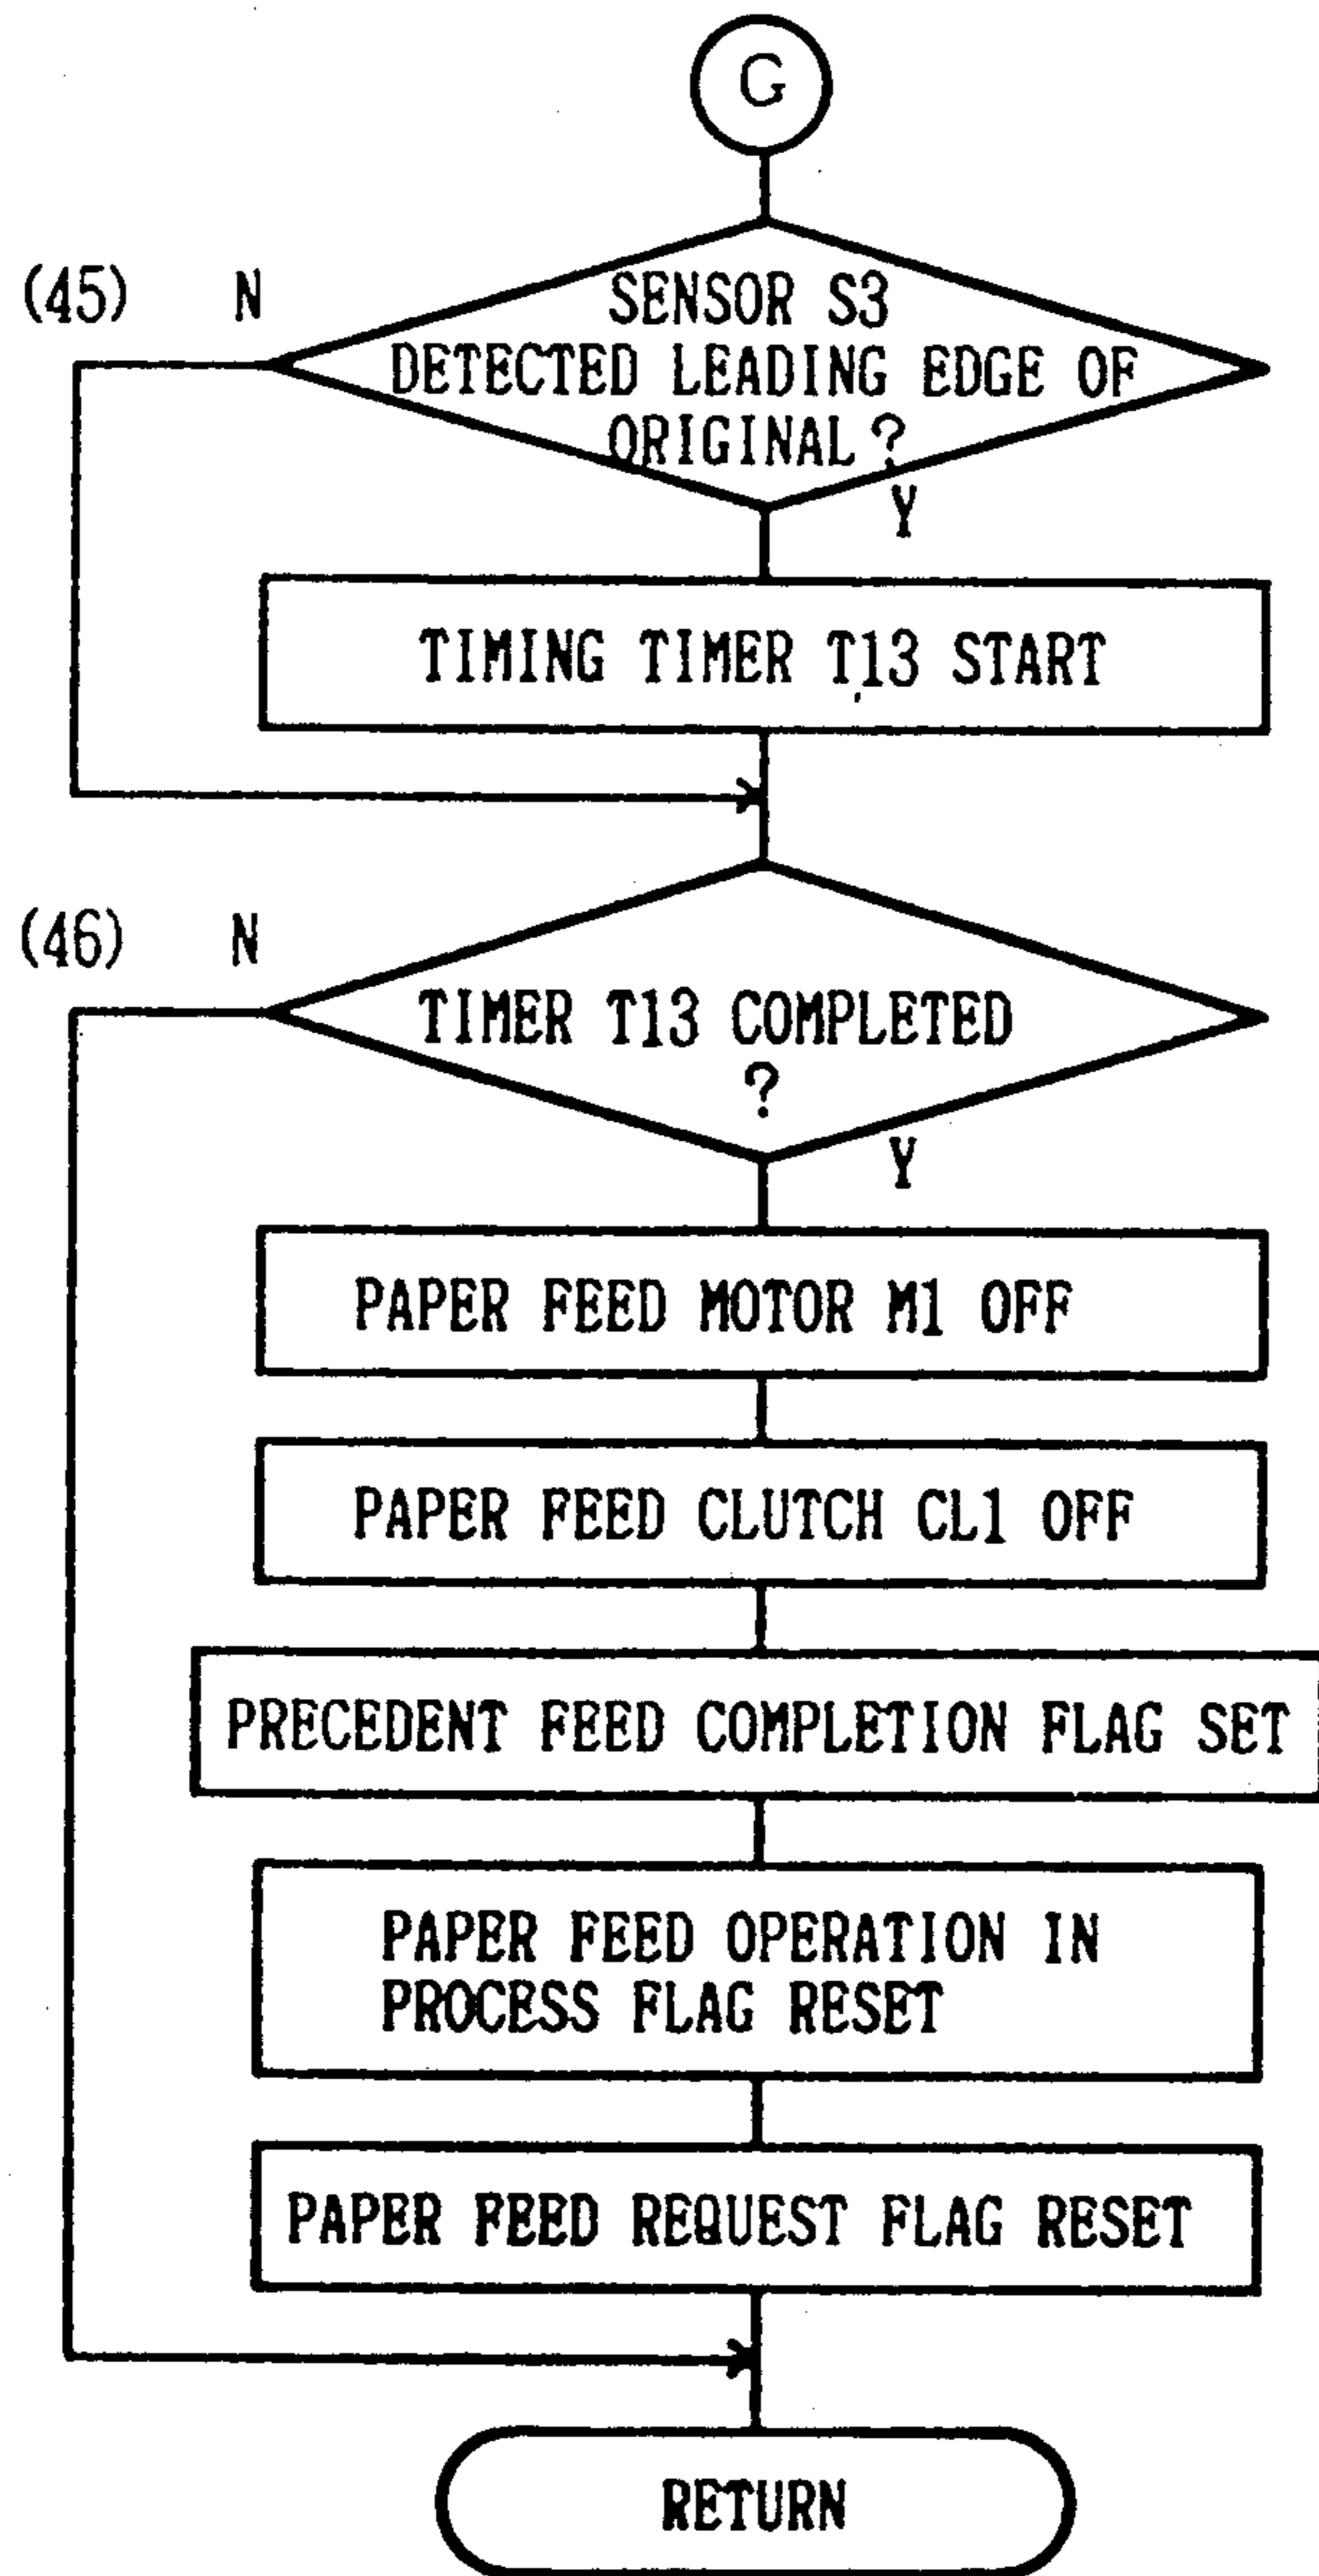 G
(45) N
SENSOR S3
DETECTED LEADING EDGE OF
ORIGINAL?
Y
TIMING TIMER T13 START
(46) N
TIMER T13 COMPLETED
?
Y
PAPER FEED MOTOR M1 OFF
PAPER FEED CLUTCH CL1 OFF
PRECEDENT FEED COMPLETION FLAG SET
PAPER FEED OPERATION IN
PROCESS FLAG RESET
PAPER FEED REQUEST FLAG RESET
RETURN